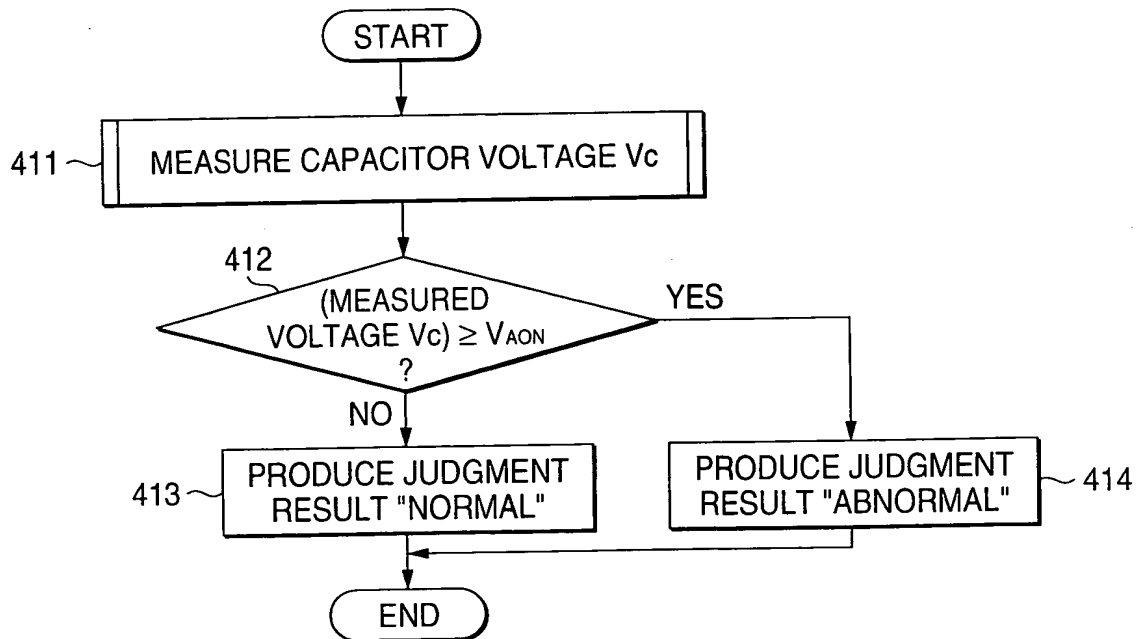 START
411
MEASURE CAPACITOR VOLTAGE Vc
412
(MEASURED
VOLTAGE Vc) ≥ VAON
?
YES
NO
413
PRODUCE JUDGMENT
RESULT "NORMAL"
PRODUCE JUDGMENT
RESULT "ABNORMAL"
414
END